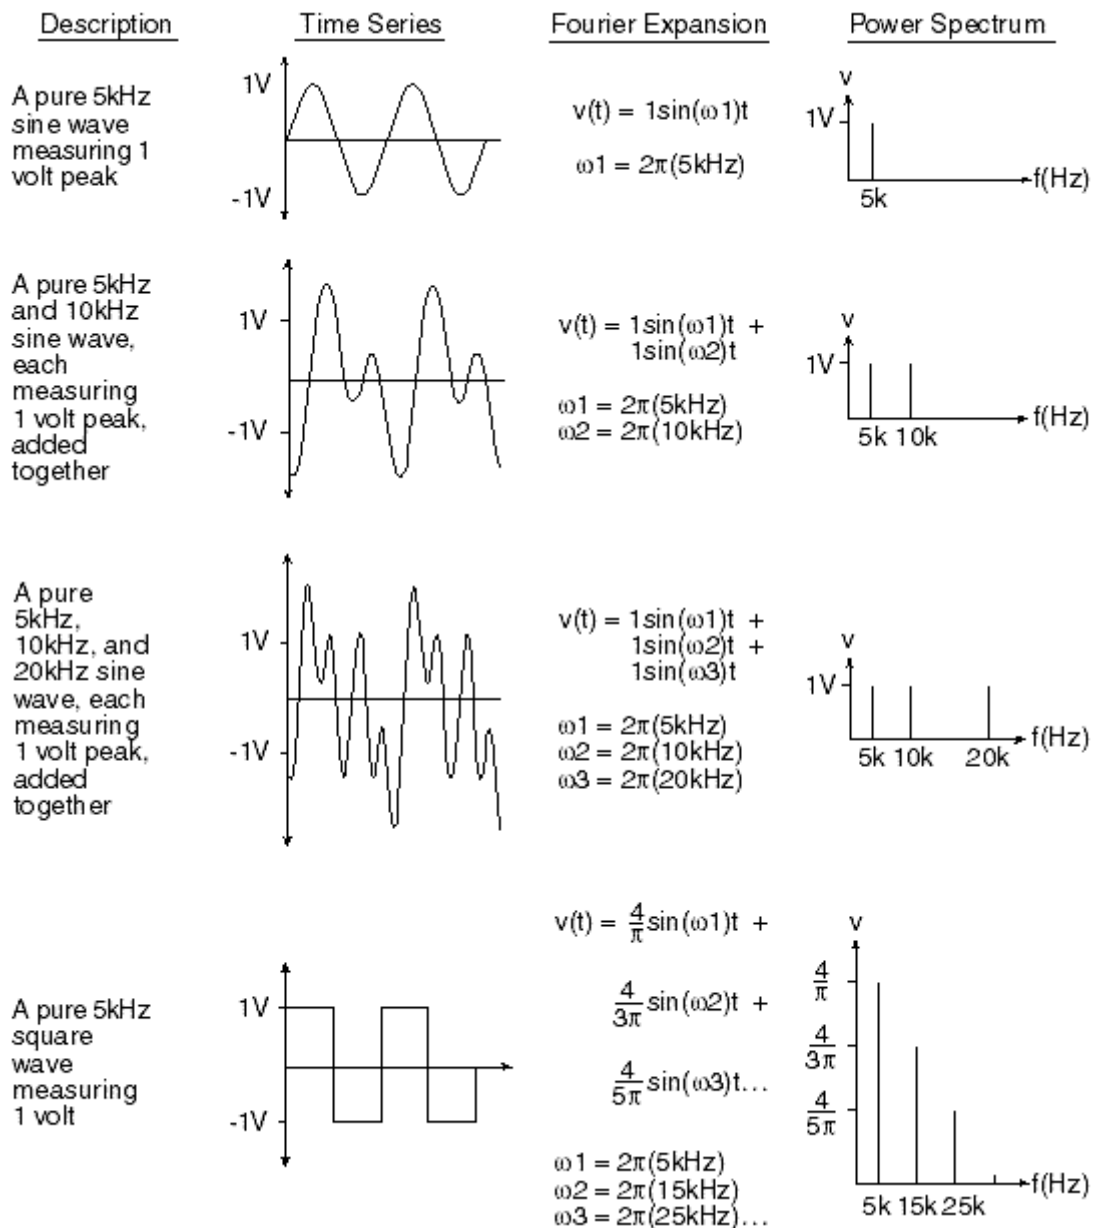 Description Time Series Fourier Expansion Power Spectrum
A pure 5kHz
sine wave
measuring 1
volt peak
1V
-1V
v(t) = 1sin(ω1)t
ω1 = 2π(5kHz)
v
1V
f(Hz)
5k
A pure 5kHz
and 10kHz
sine wave,
each
measuring
1 volt peak,
added
together
1V
-1V
v(t) = 1sin(ω1)t +
1sin(ω2)t
ω1 = 2π(5kHz)
ω2 = 2π(10kHz)
v
1V
f(Hz)
5k 10k
A pure
5kHz,
10kHz, and
20kHz sine
wave, each
measuring
1 volt peak,
added
together
1V
-1V
v(t) = 1sin(ω1)t +
1sin(ω2)t +
1sin(ω3)t
ω1 = 2π(5kHz)
ω2 = 2π(10kHz)
ω3 = 2π(20kHz)
v
1V
f(Hz)
5k 10k 20k
A pure 5kHz
square
wave
measuring
1 volt
1V
-1V
v(t) = 4/π sin(ω1)t +
4/3π sin(ω2)t +
4/5π sin(ω3)t...
ω1 = 2π(5kHz)
ω2 = 2π(15kHz)
ω3 = 2π(25kHz)...
v
4/π
4/3π
4/5π
f(Hz)
5k 15k 25k